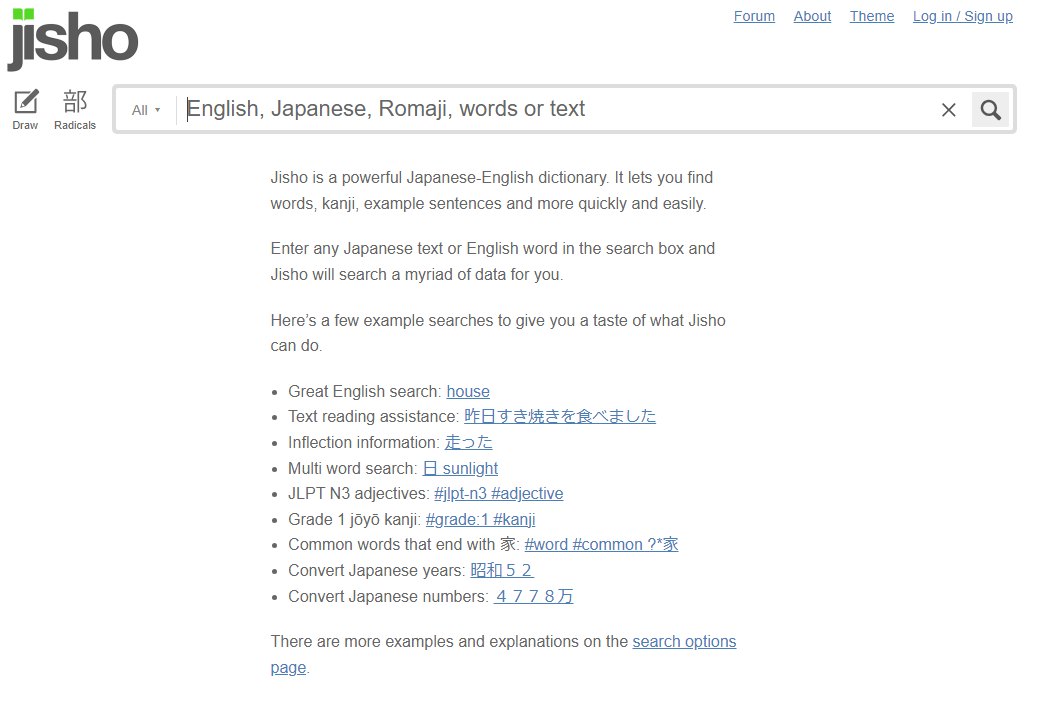 jisho
Forum About Theme Log in / Sign up
部
Draw Radicals
All English, Japanese, Romaji, words or text
Jisho is a powerful Japanese-English dictionary. It lets you find
words, kanji, example sentences and more quickly and easily.
Enter any Japanese text or English word in the search box and
Jisho will search a myriad of data for you.
Here’s a few example searches to give you a taste of what Jisho
can do.
Great English search: house
Text reading assistance: 昨日すき焼きを食べました
Inflection information: 走った
Multi word search: 日 sunlight
JLPT N3 adjectives: #jlpt-n3 #adjective
Grade 1 jōyō kanji: #grade:1 #kanji
Common words that end with 家: #word #common ?*家
Convert Japanese years: 昭和５２
Convert Japanese numbers: ４７７８万
There are more examples and explanations on the search options
page.